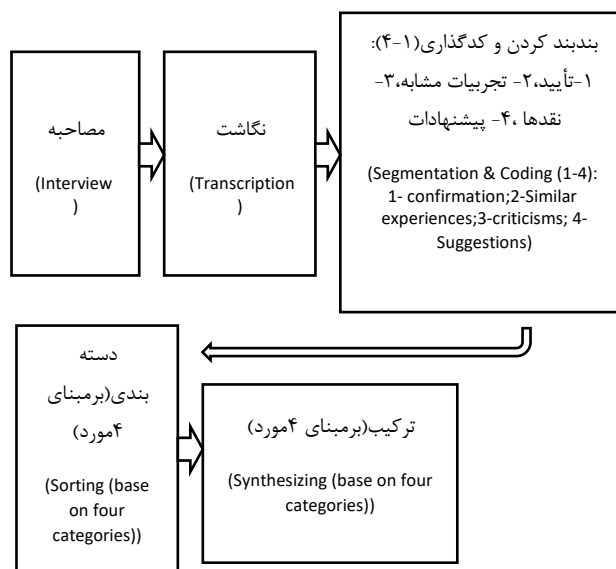 مصاحبه
(Interview
)
نگاشت
(Transcription
)
بندبند کردن و کدگذاری(۱-۴):
۱-تأیید،۲- تجربیات مشابه،۳-
نقدها ،۴- پیشنهادات
(Segmentation & Coding (1-4):
1- confirmation;2-Similar
experiences;3-criticisms; 4-
Suggestions)
دسته
بندی(برمبنای
۴مورد)
(Sorting (base
on four
categories))
ترکیب(برمبنای ۴مورد)
(Synthesizing (base on four
categories))